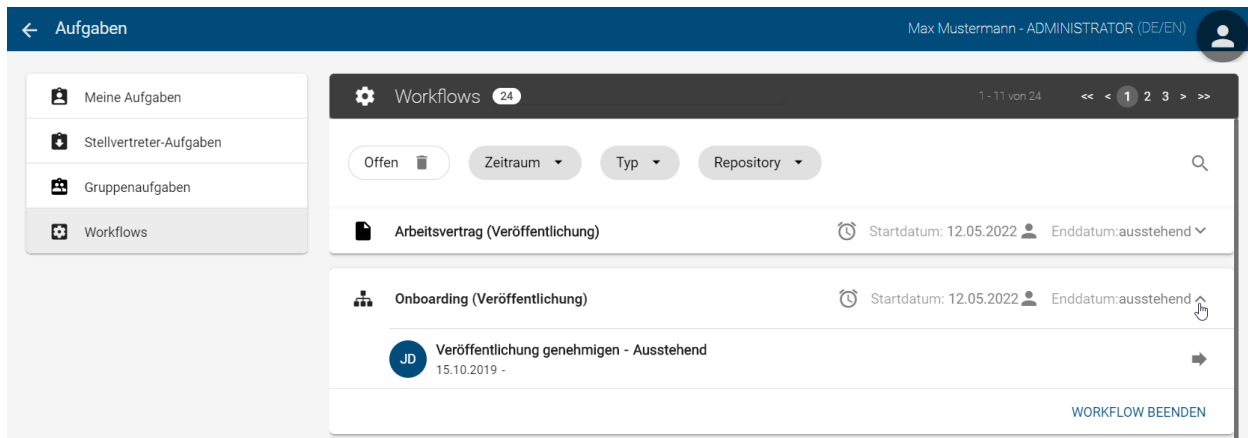 Aufgaben
Max Mustermann - ADMINISTRATOR (DE/EN)
Meine Aufgaben
Stellvertreter-Aufgaben
Gruppenaufgaben
Workflows
Workflows 24
1 - 11 von 24 << < 1 2 3 > >>
Offen Zeitraum Typ Repository
Arbeitsvertrag (Veröffentlichung) Startdatum: 12.05.2022 Enddatum:ausstehend
Onboarding (Veröffentlichung) Startdatum: 12.05.2022 Enddatum:ausstehend
JD
Veröffentlichung genehmigen - Ausstehend
15.10.2019 -
WORKFLOW BEENDEN